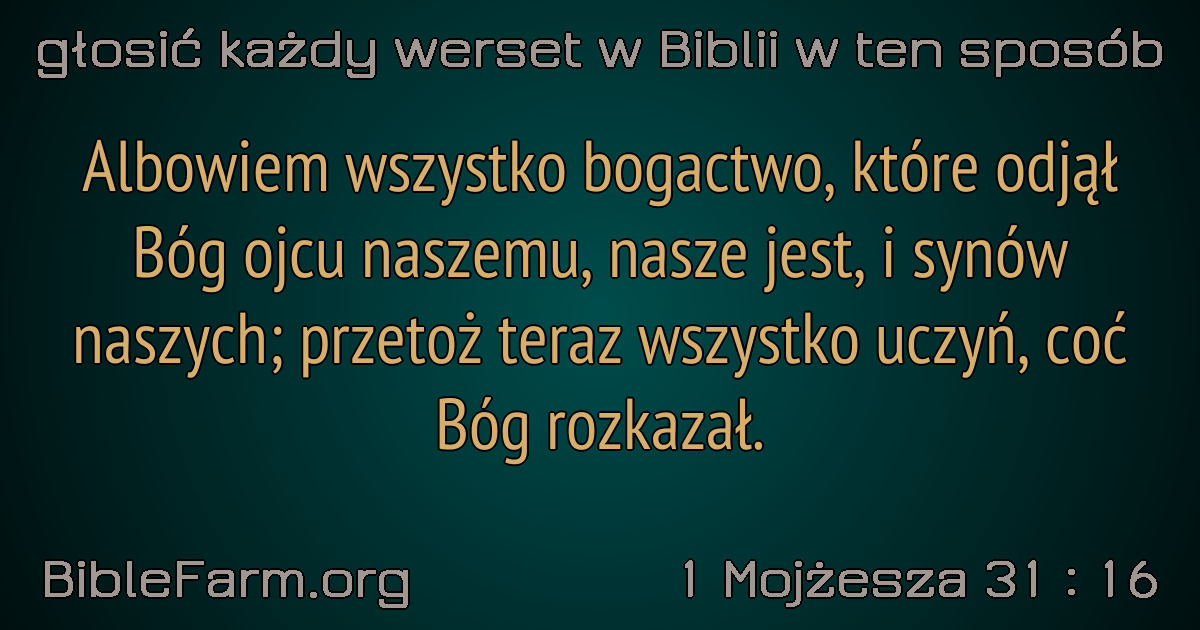 głosić każdy werset w Biblii w ten sposób
Albowiem wszystko bogactwo, które odjął
Bóg ojcu naszemu, nasze jest, i synów
naszych; przetoż teraz wszystko uczyń, coć
Bóg rozkazał.
BibleFarm.org
1 Mojżesza 31 : 16